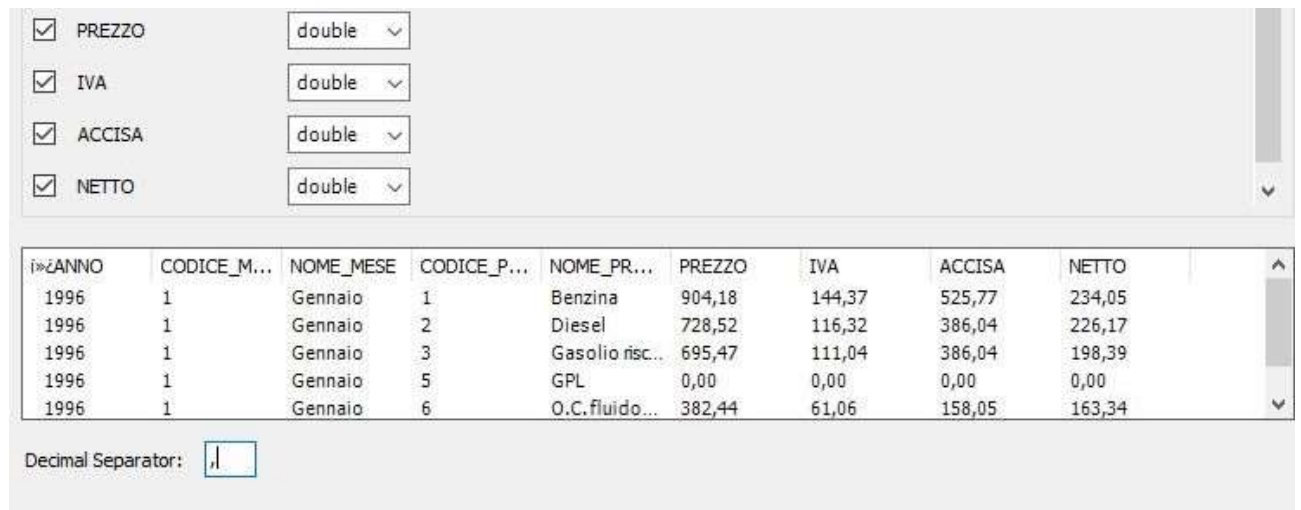 PREZZO double
IVA double
ACCISA double
NETTO double
ï»¿ANNO CODICE_M... NOME_MESE CODICE_P... NOME_PR... PREZZO IVA ACCISA NETTO
1996 1 Gennaio 1 Benzina 904,18 144,37 525,77 234,05
1996 1 Gennaio 2 Diesel 728,52 116,32 386,04 226,17
1996 1 Gennaio 3 Gasolio risc... 695,47 111,04 386,04 198,39
1996 1 Gennaio 5 GPL 0,00 0,00 0,00 0,00
1996 1 Gennaio 6 O.C.fluido... 382,44 61,06 158,05 163,34
Decimal Separator: ,